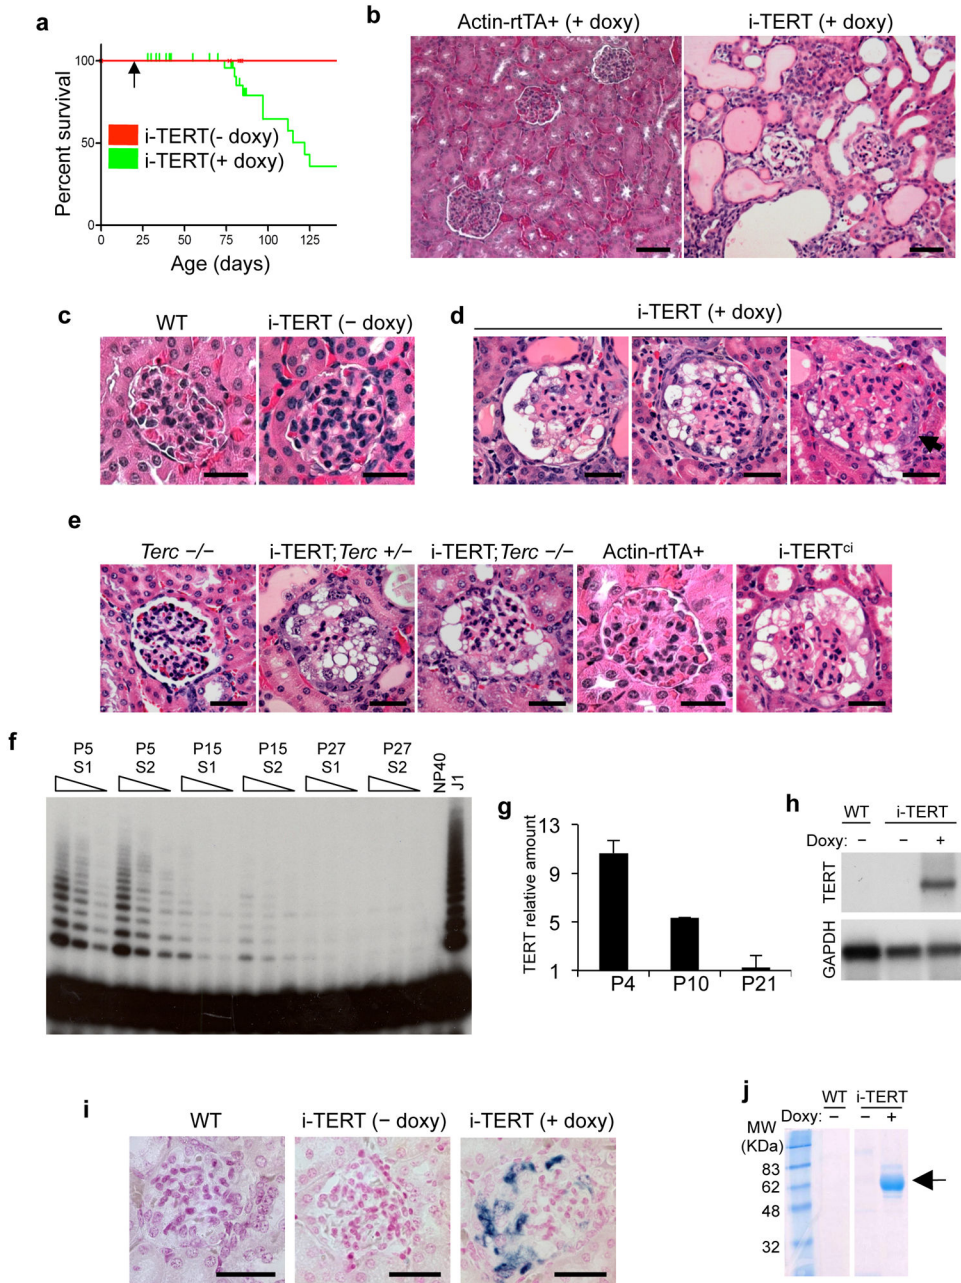 a
Percent survival
100
50
0
i-TERT(- doxy)
i-TERT(+ doxy)
0 25 50 75 100 125
Age (days)
b
Actin-rtTA+ (+ doxy) i-TERT (+ doxy)
c
WT i-TERT (− doxy)
d
i-TERT (+ doxy)
e
Terc −/− i-TERT;Terc +/− i-TERT;Terc −/− Actin-rtTA+ i-TERTci
f
P5 P5 P15 P15 P27 P27
S1 S2 S1 S2 S1 S2
NP40
J1
g
TERT relative amount
13
9
5
1
P4 P10 P21
h
WT i-TERT
Doxy: − − +
TERT
GAPDH
i
WT i-TERT (− doxy) i-TERT (+ doxy)
j
WT i-TERT
Doxy: − − +
MW
(KDa)
83
62
48
32